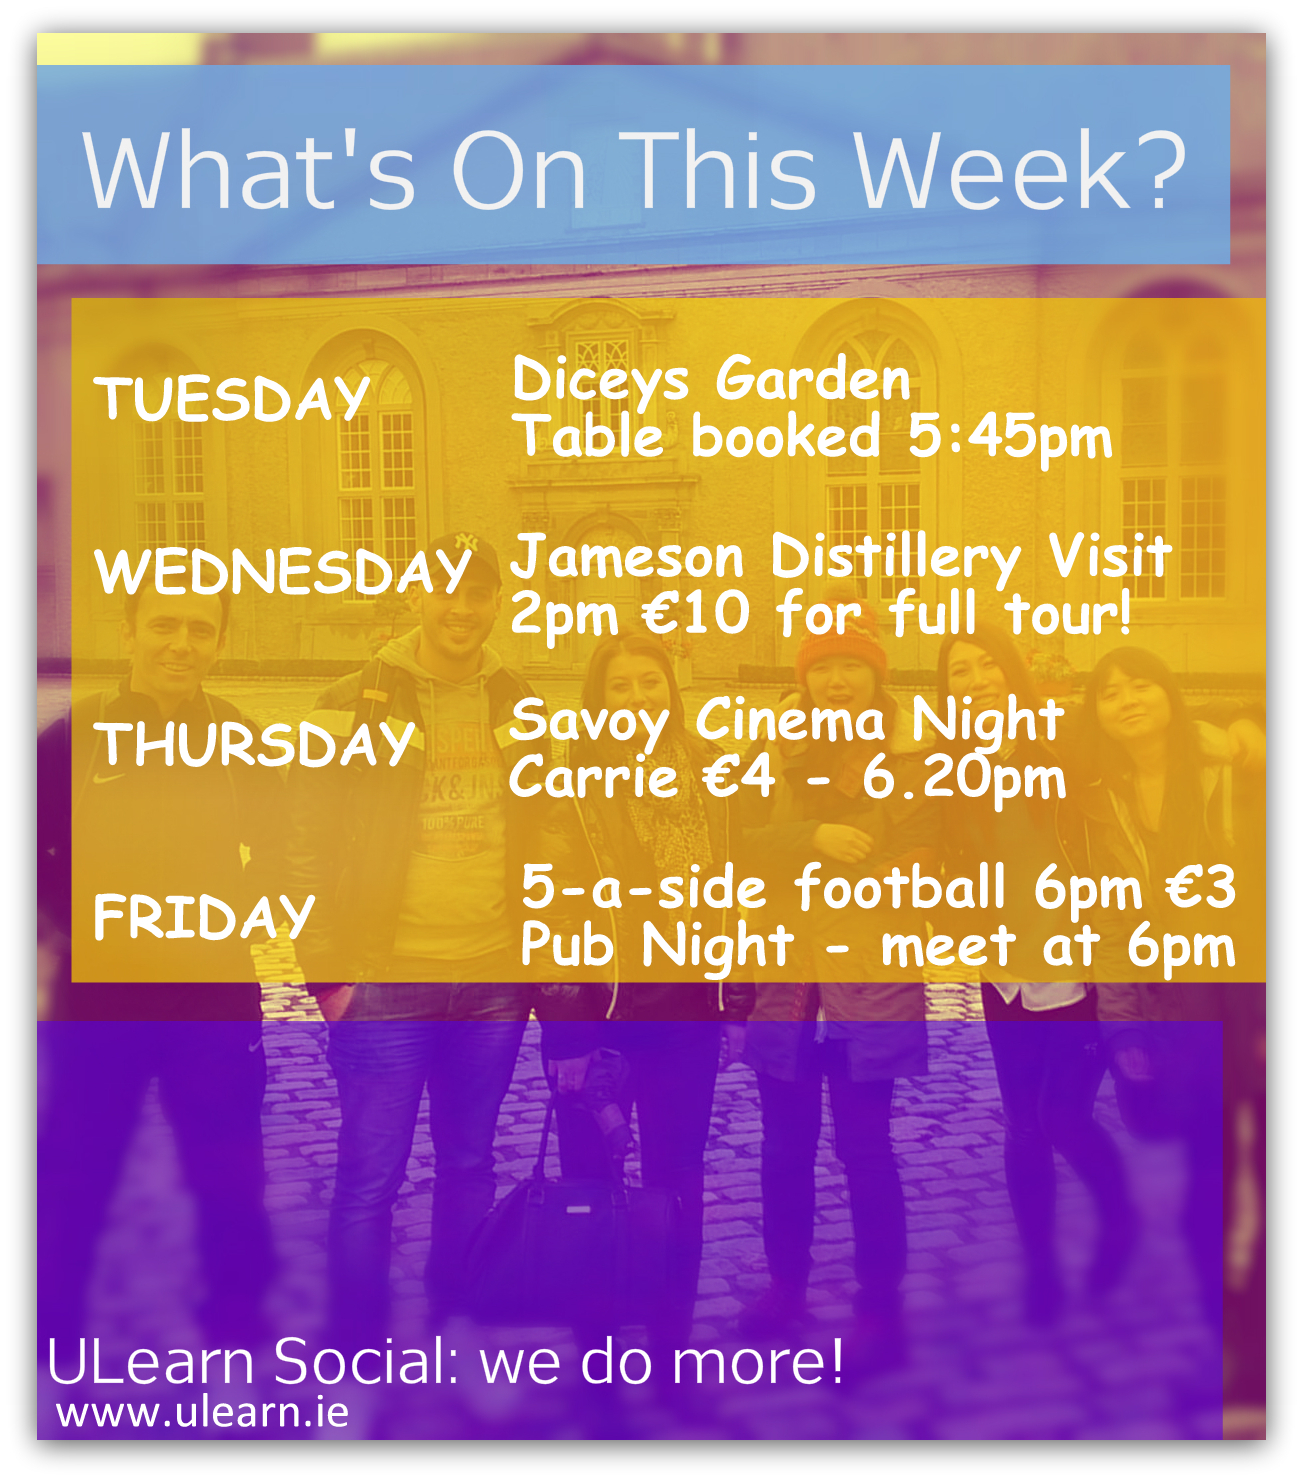 What's On This Week?
TUESDAY
Diceys Garden
Table booked 5:45pm
WEDNESDAY
Jameson Distillery Visit
2pm €10 for full tour!
THURSDAY
Savoy Cinema Night
Carrie €4 - 6.20pm
FRIDAY
5-a-side football 6pm €3
Pub Night - meet at 6pm
ULearn Social: we do more!
www.ulearn.ie